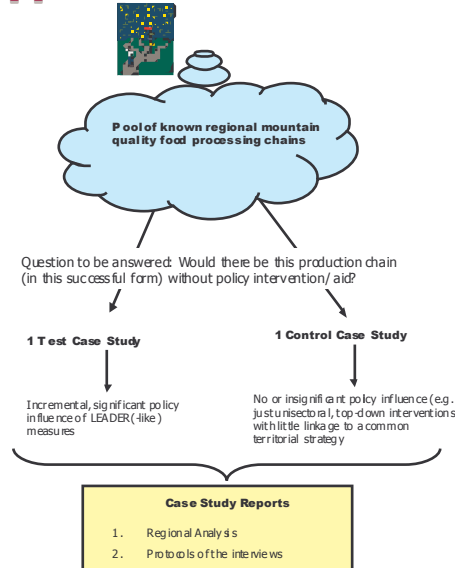 Pool of known regional mountain
quality food processing chains
Question to be answered: Would there be this production chain
(in this successful form) without policy intervention/aid?
1 Test Case Study
1 Control Case Study
Incremental, significant policy
influence of LEADER(-like)
measures
No or insignificant policy influence (e.g.
just unisectoral, top-down interventions
with little linkage to a common
territorial strategy
Case Study Reports
1. Regional Analysis
2. Protocols of the interviews